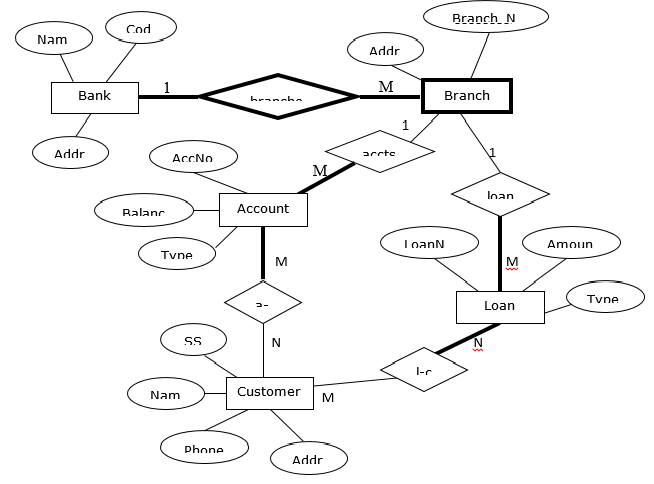 Branch_N
Cod
Nam
Addr
1
M
Bank
branche
Branch
1
accts
1
Addr
AccNo
M
loan
Account
Balanc
LoanN
Amoun
Type
M
M
Type
a-
Loan
SS
N
N
l-c
Customer
Nam
M
Phone
Addr